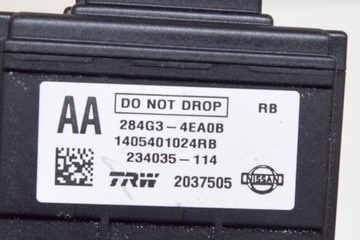 AA
DO NOT DROP
RB
284G3-4EA0B
1405401024RB
234035-114
TRW 2037505 NISSAN